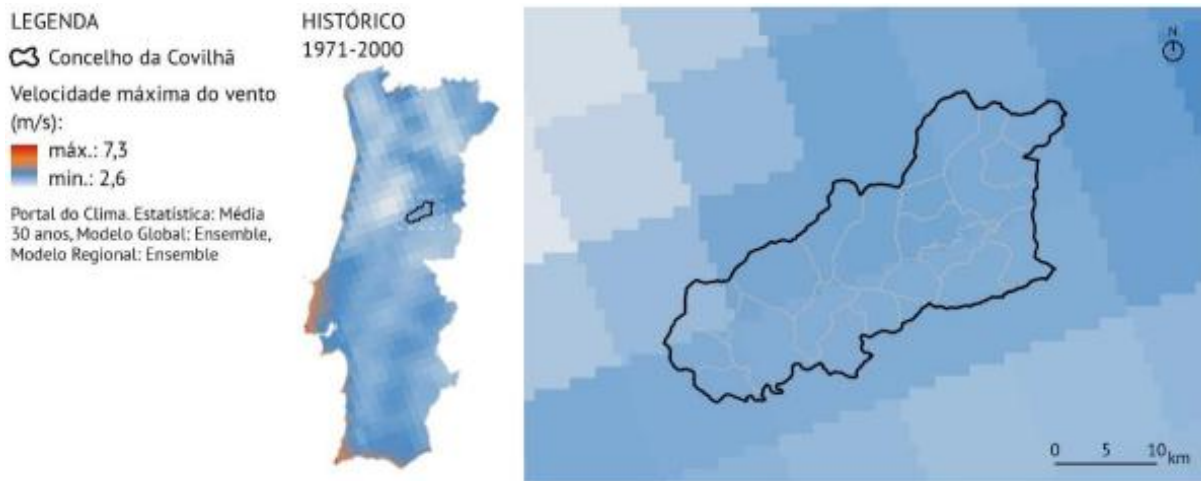 LEGENDA
Concelho da Covilhã
Velocidade máxima do vento
(m/s):
máx.: 7,3
min.: 2,6
Portal do Clima. Estatística: Média
30 anos, Modelo Global: Ensemble,
Modelo Regional: Ensemble
HISTÓRICO
1971-2000
N
0 5 10 km